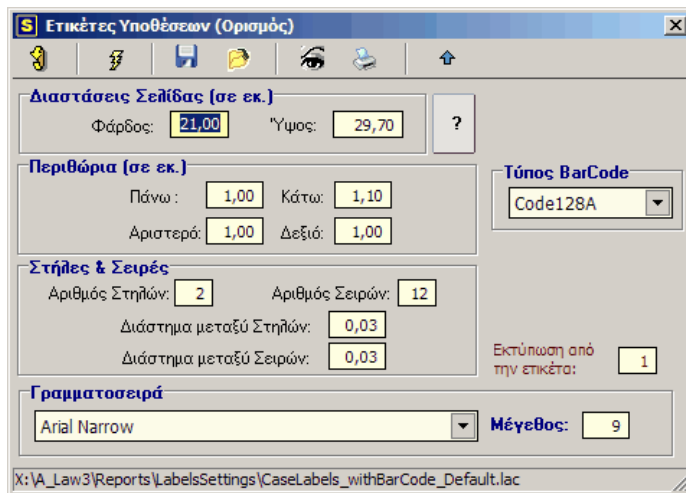 S Ετικέτες Υποθέσεων (Ορισμός)
Διαστάσεις Σελίδας (σε εκ.)
Φάρδος: 21,00 Ύψος: 29,70 ?
Περιθώρια (σε εκ.)
Πάνω : 1,00 Κάτω: 1,10
Αριστερό: 1,00 Δεξιό: 1,00
Τύπος BarCode
Code128A
Στήλες & Σειρές
Αριθμός Στηλών: 2 Αριθμός Σειρών: 12
Διάστημα μεταξύ Στηλών: 0,03
Διάστημα μεταξύ Σειρών: 0,03
Εκτύπωση από
την ετικέτα: 1
Γραμματοσειρά
Arial Narrow Μέγεθος: 9
X:\A_Law3\Reports\LabelsSettings\CaseLabels_withBarCode_Default.lac